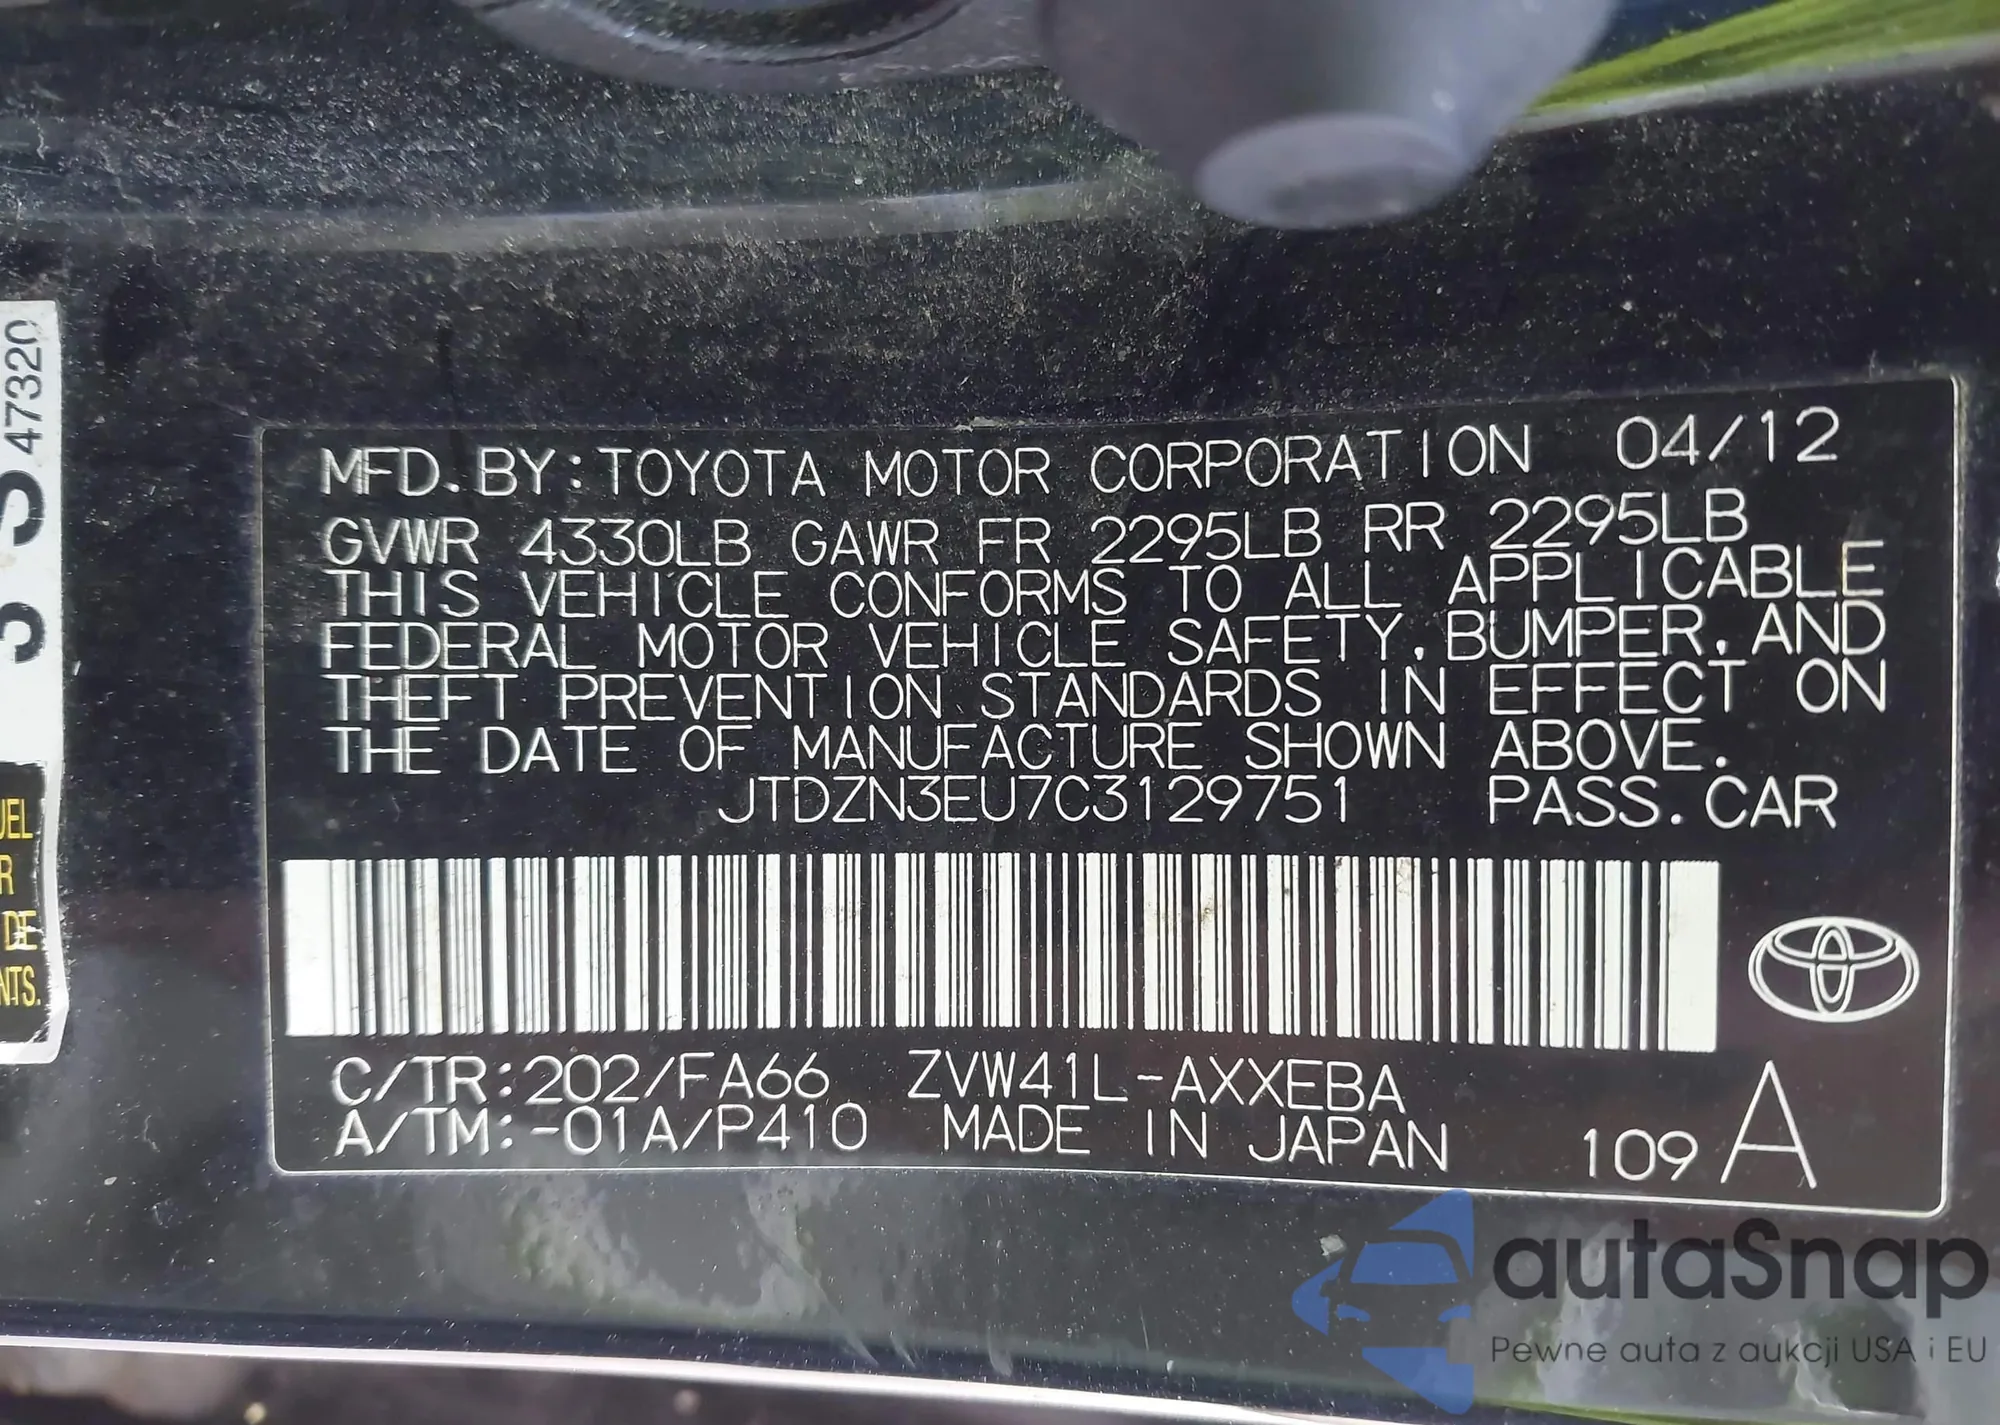 47320
UEL
R
DE
NTS.
MFD. BY: TOYOTA MOTOR CORPORATION 04/12
GVWR 4330LB GAWR FR 2295LB RR 2295LB
THIS VEHICLE CONFORMS TO ALL APPLICABLE
FEDERAL MOTOR VEHICLE SAFETY, BUMPER, AND
THEFT PREVENTION STANDARDS IN EFFECT ON
THE DATE OF MANUFACTURE SHOWN ABOVE.
JTDZN3EU7C3129751 PASS. CAR
C/TR: 202/FA66 ZVW41L-AXXEBA
A/TM: -01A/P410 MADE IN JAPAN 109 A
autaSnap
Pewne auta z aukcji USA i EU